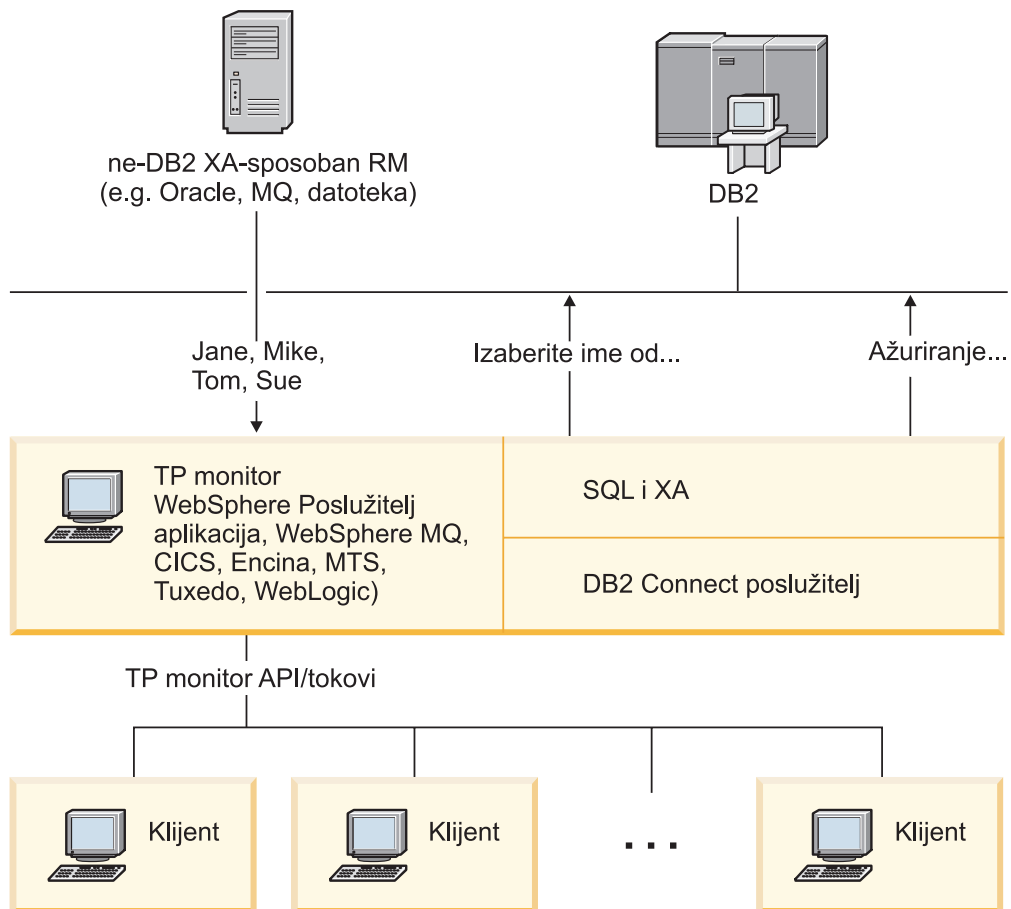 ne-DB2 XA-sposoban RM
(e.g. Oracle, MQ, datoteka)
DB2
Jane, Mike,
Tom, Sue
Izaberite ime od...
Ažuriranje...
TP monitor
WebSphere Poslužitelj
aplikacija, WebSphere MQ,
CICS, Encina, MTS,
Tuxedo, WebLogic)
SQL i XA
DB2 Connect poslužitelj
TP monitor API/tokovi
Klijent
Klijent
. . .
Klijent